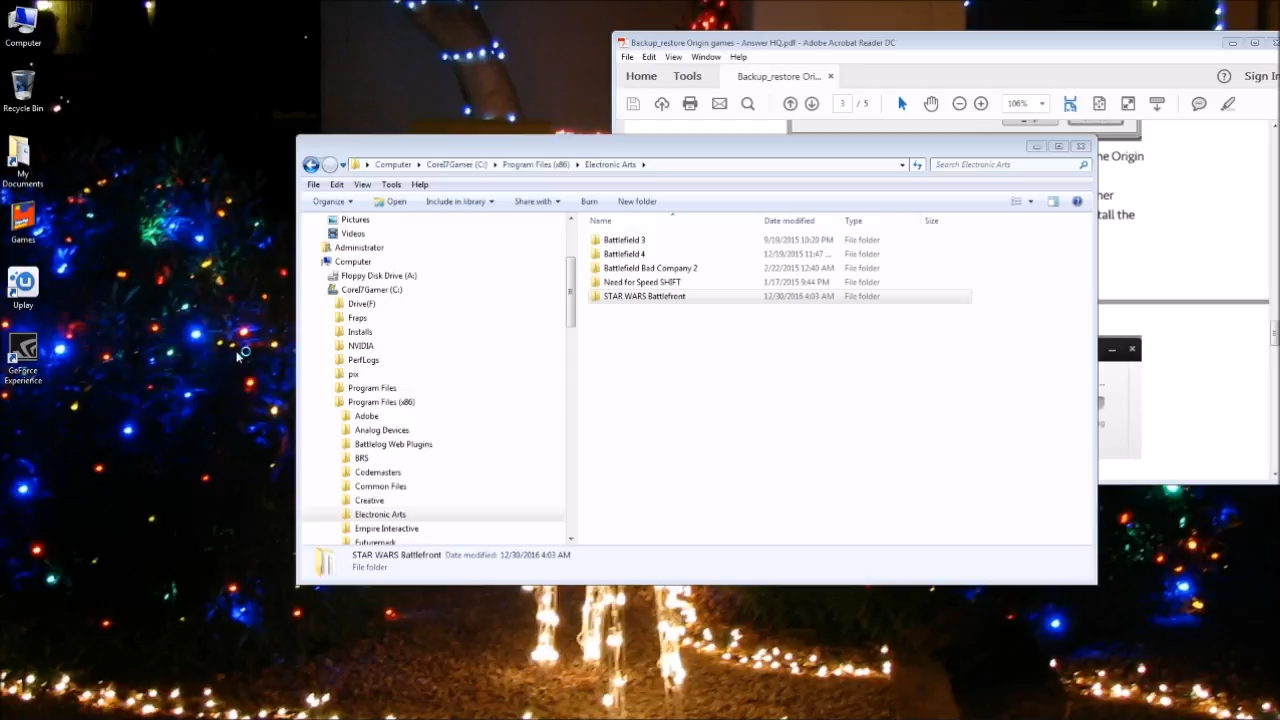 Computer
Recycle Bin
My
Documents
Games
Uplay
GeForce
Experience
Backup_restore Origin games - Answer HQ.pdf - Adobe Acrobat Reader DC
File Edit View Window Help
Home Tools Backup_restore Ori... × ? Sign In
3 / 5 106%
he Origin
her
tall the
Computer CoreI7Gamer (C:) Program Files (x86) Electronic Arts Search Electronic Arts
File Edit View Tools Help
Organize Open Include in library Share with Burn New folder
Pictures
Videos
Administrator
Computer
Floppy Disk Drive (A:)
CoreI7Gamer (C:)
Drive(F)
Fraps
Installs
NVIDIA
PerfLogs
pix
Program Files
Program Files (x86)
Adobe
Analog Devices
Battlelog Web Plugins
BRS
Codemasters
Common Files
Creative
Electronic Arts
Empire Interactive
Futuremark
Name Date modified Type Size
Battlefield 3 9/19/2015 10:20 PM File folder
Battlefield 4 12/19/2015 11:47 ... File folder
Battlefield Bad Company 2 2/22/2015 12:40 AM File folder
Need for Speed SHIFT 1/17/2015 9:44 PM File folder
STAR WARS Battlefront 12/30/2016 4:03 AM File folder
STAR WARS Battlefront Date modified: 12/30/2016 4:03 AM
File folder